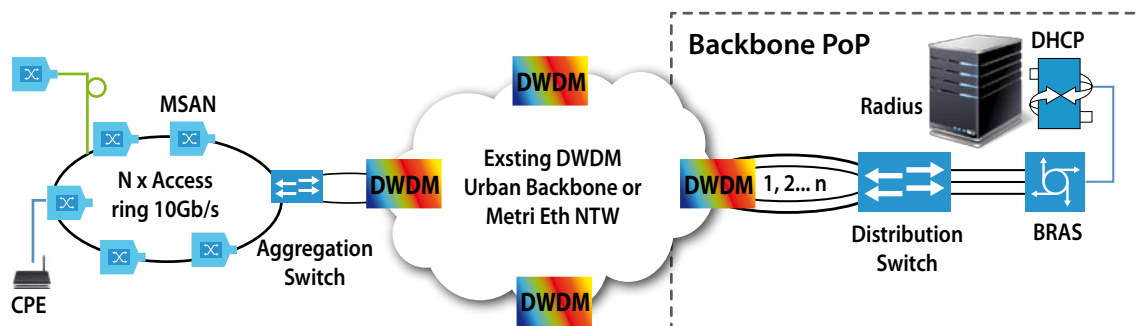 Backbone PoP
DHCP
Radius
MSAN
DWDM
N x Access
ring 10Gb/s
Aggregation
Switch
CPE
DWDM
Exsting DWDM
Urban Backbone or
Metri Eth NTW
DWDM
DWDM
1, 2... n
Distribution
Switch
BRAS